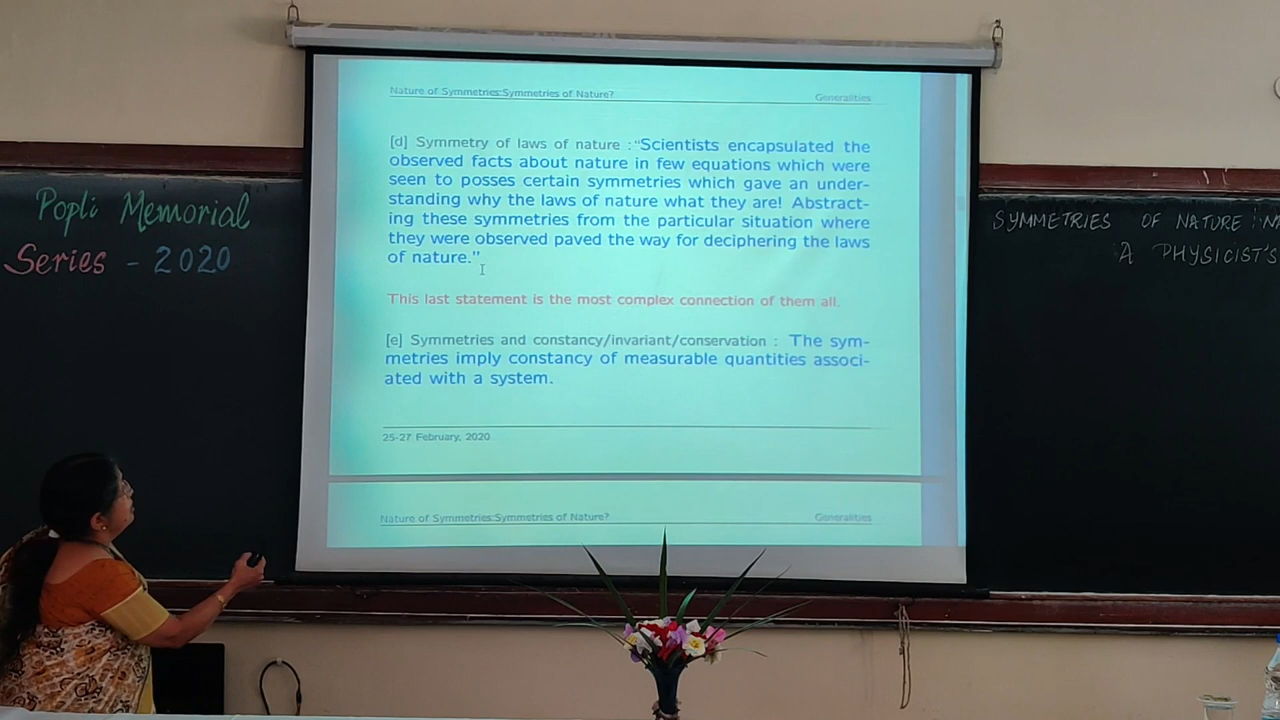 Popli Memorial
Series - 2020
Nature of Symmetries:Symmetries of Nature?
Generalities
[d] Symmetry of laws of nature :"Scientists encapsulated the
observed facts about nature in few equations which were
seen to posses certain symmetries which gave an under-
standing why the laws of nature what they are! Abstract-
ing these symmetries from the particular situation where
they were observed paved the way for deciphering the laws
of nature."
This last statement is the most complex connection of them all.
[e] Symmetries and constancy/invariant/conservation : The sym-
metries imply constancy of measurable quantities associ-
ated with a system.
25-27 February, 2020
Nature of Symmetries:Symmetries of Nature?
Generalities
SYMMETRIES OF NATURE :
A PHYSICIST'S